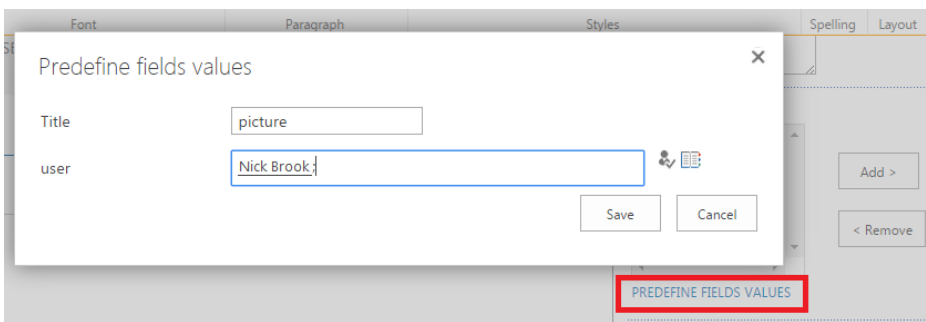 Font Paragraph Styles Spelling Layout
SE
Predefine fields values
Title picture
user Nick Brook ;
Add >
Save Cancel
< Remove
PREDEFINE FIELDS VALUES